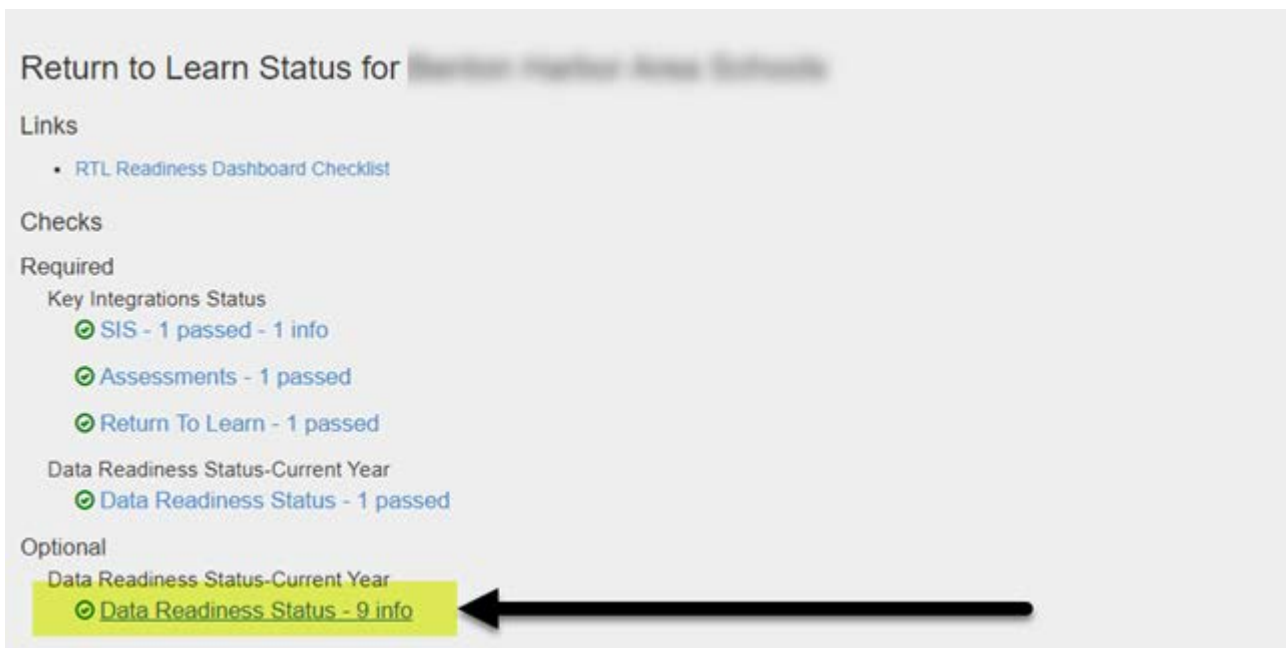 Return to Learn Status for
Links
• RTL Readiness Dashboard Checklist
Checks
Required
Key Integrations Status
SIS - 1 passed - 1 info
Assessments - 1 passed
Return To Learn - 1 passed
Data Readiness Status-Current Year
Data Readiness Status - 1 passed
Optional
Data Readiness Status-Current Year
Data Readiness Status - 9 info